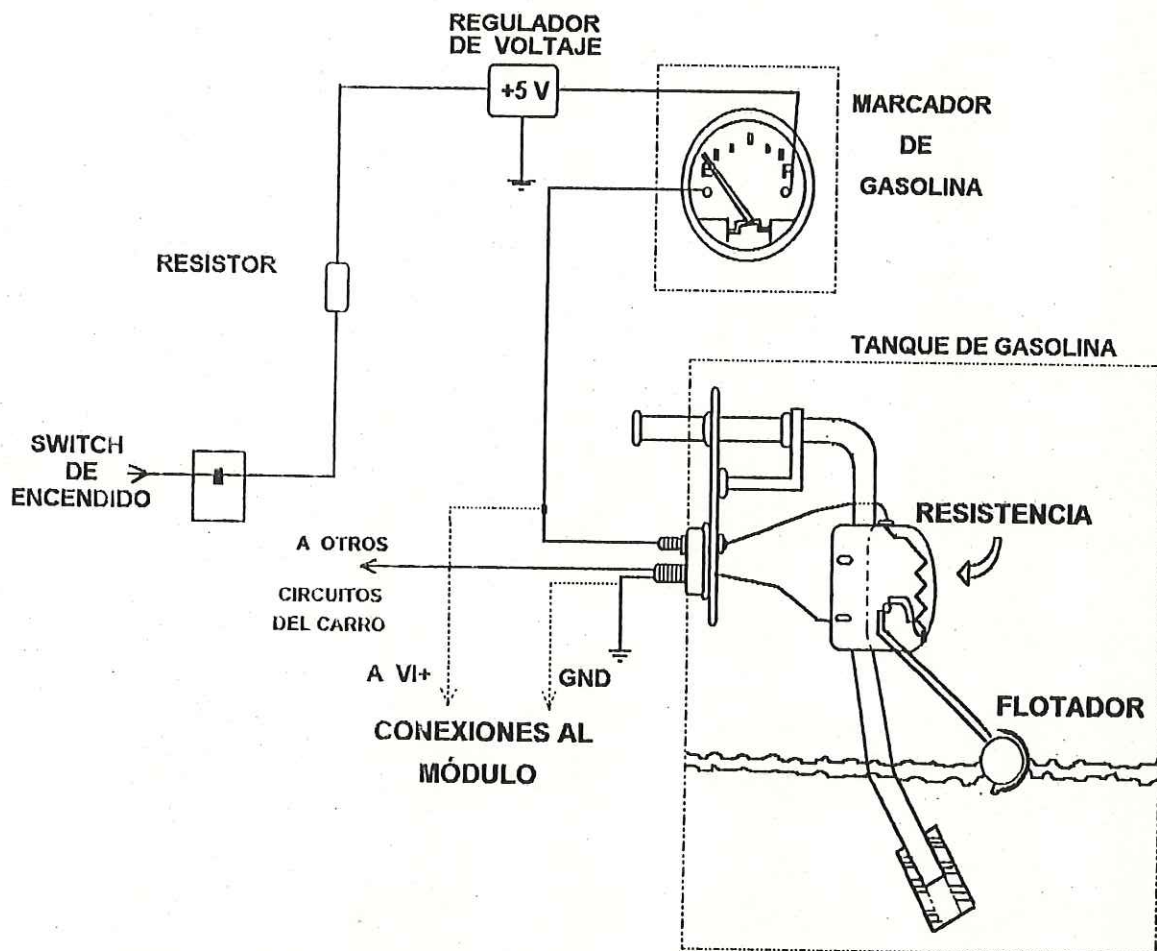 REGULADOR
DE VOLTAJE
+5 V
MARCADOR
DE
GASOLINA
E
F
RESISTOR
TANQUE DE GASOLINA
SWITCH
DE
ENCENDIDO
RESISTENCIA
A OTROS
CIRCUITOS
DEL CARRO
A VI+
GND
FLOTADOR
CONEXIONES AL
MÓDULO